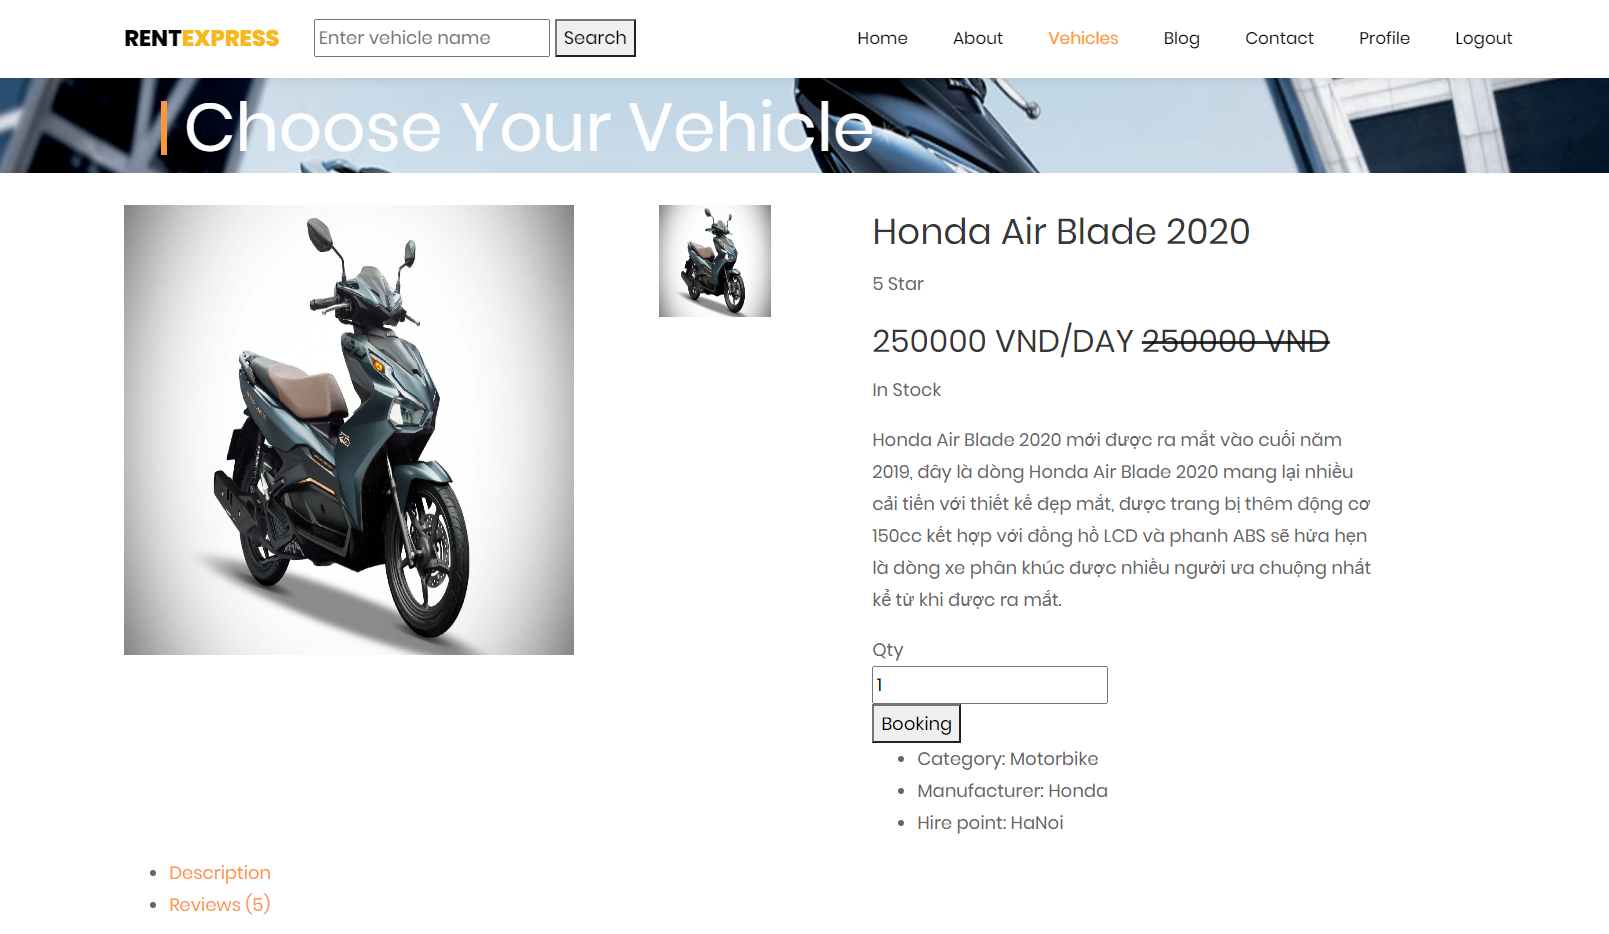 RENTEXPRESS
Enter vehicle name
Search
Home
About
Vehicles
Blog
Contact
Profile
Logout
Choose Your Vehicle
Honda Air Blade 2020
5 Star
250000 VND/DAY 250000 VND
In Stock
Honda Air Blade 2020 mới được ra mắt vào cuối năm
2019, đây là dòng Honda Air Blade 2020 mang lại nhiều
cải tiến với thiết kế đẹp mắt, được trang bị thêm động cơ
150cc kết hợp với đồng hồ LCD và phanh ABS sẽ hứa hẹn
là dòng xe phân khúc được nhiều người ưa chuộng nhất
kể từ khi được ra mắt.
Qty
1
Booking
Category: Motorbike
Manufacturer: Honda
Hire point: HaNoi
Description
Reviews (5)